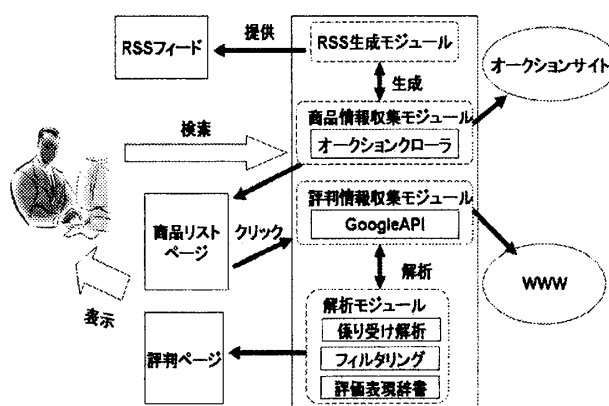 提供
RSSフィード
RSS生成モジュール
オークションサイト
生成
検索
商品情報収集モジュール
オークションクローラ
評判情報収集モジュール
商品リスト
ページ
クリック
GoogleAPI
解析
WWW
表示
解析モジュール
係り受け解析
評判ページ
フィルタリング
評価表現辞書